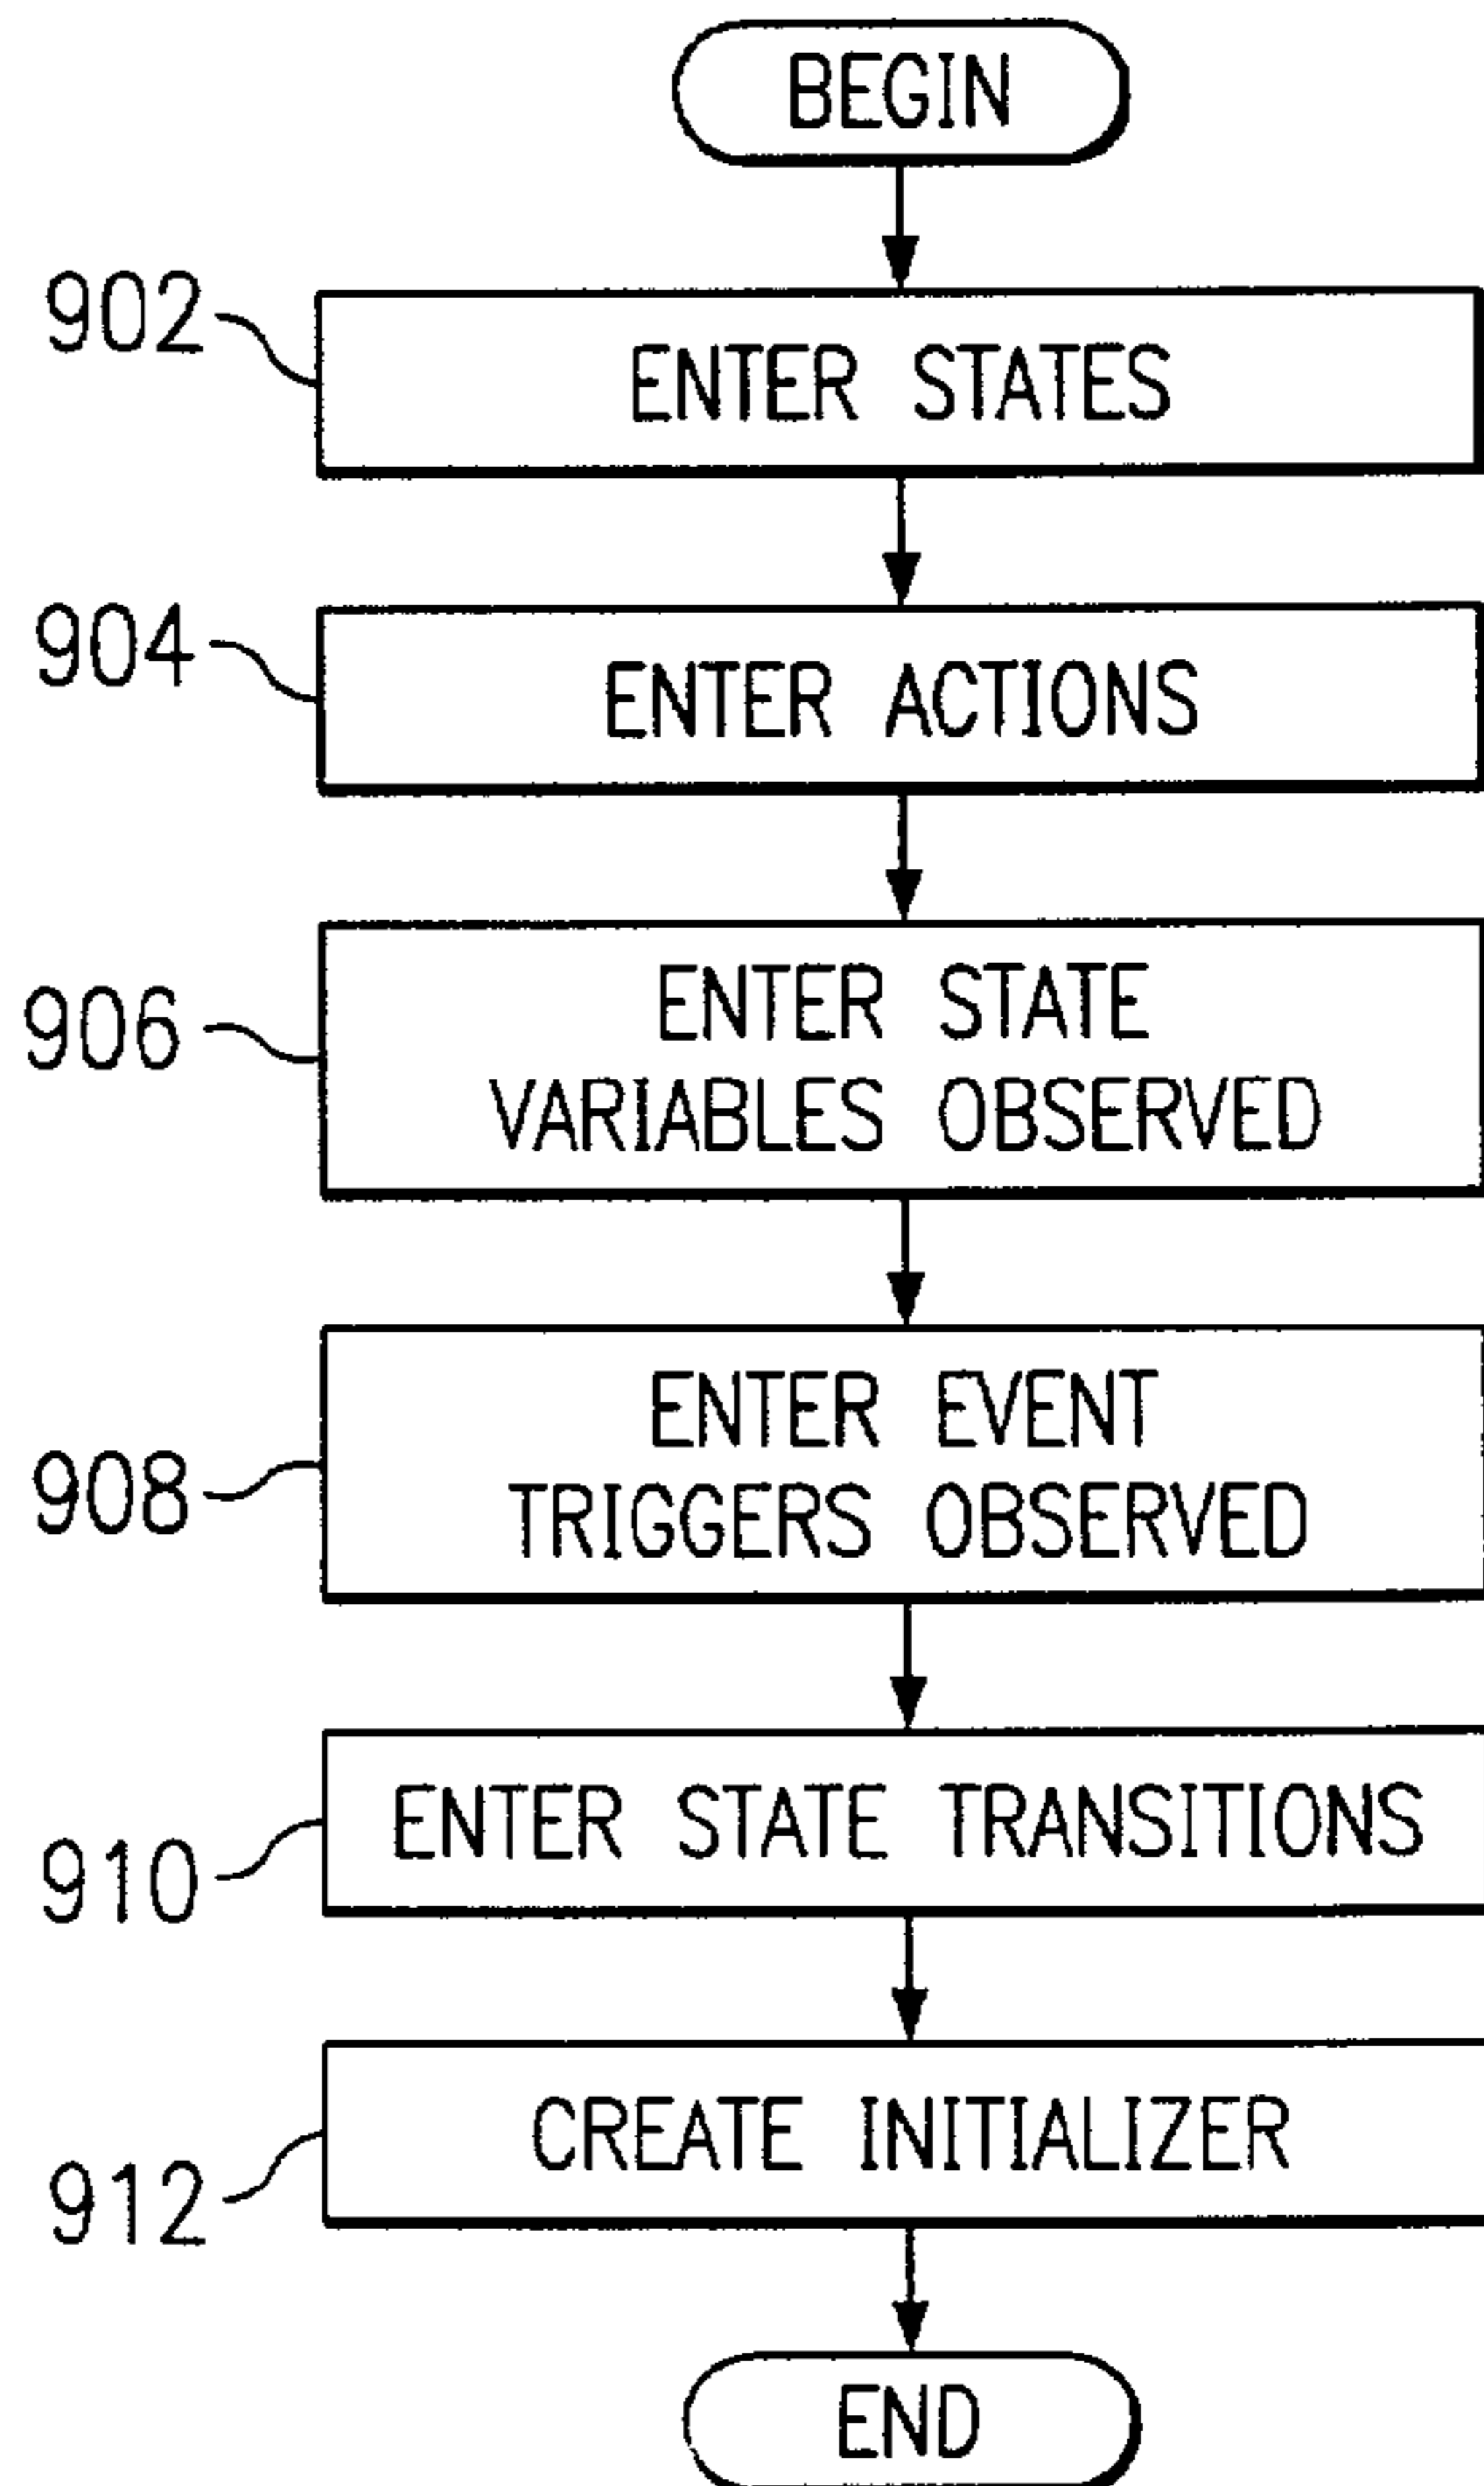 BEGIN
902
ENTER STATES
904
ENTER ACTIONS
906
ENTER STATE
VARIABLES OBSERVED
908
ENTER EVENT
TRIGGERS OBSERVED
910
ENTER STATE TRANSITIONS
912
CREATE INITIALIZER
END